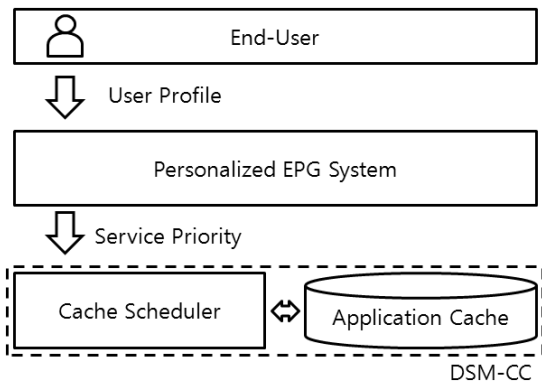 End-User
User Profile
Personalized EPG System
Service Priority
Cache Scheduler
Application Cache
DSM-CC